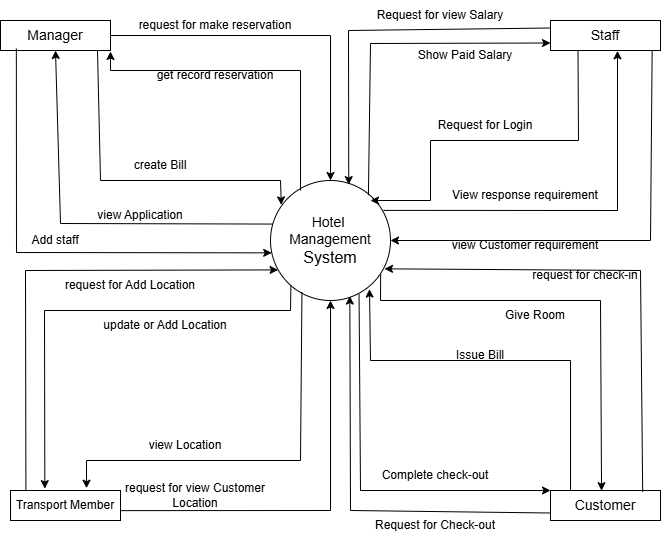 request for make reservation
Request for view Salary
Manager
Staff
Show Paid Salary
get record reservation
Request for Login
create Bill
View response requirement
view Application
Hotel
Management
System
Add staff
view Customer requirement
request for check-in
request for Add Location
Give Room
update or Add Location
Issue Bill
view Location
Complete check-out
request for view Customer
Location
Transport Member
Customer
Request for Check-out